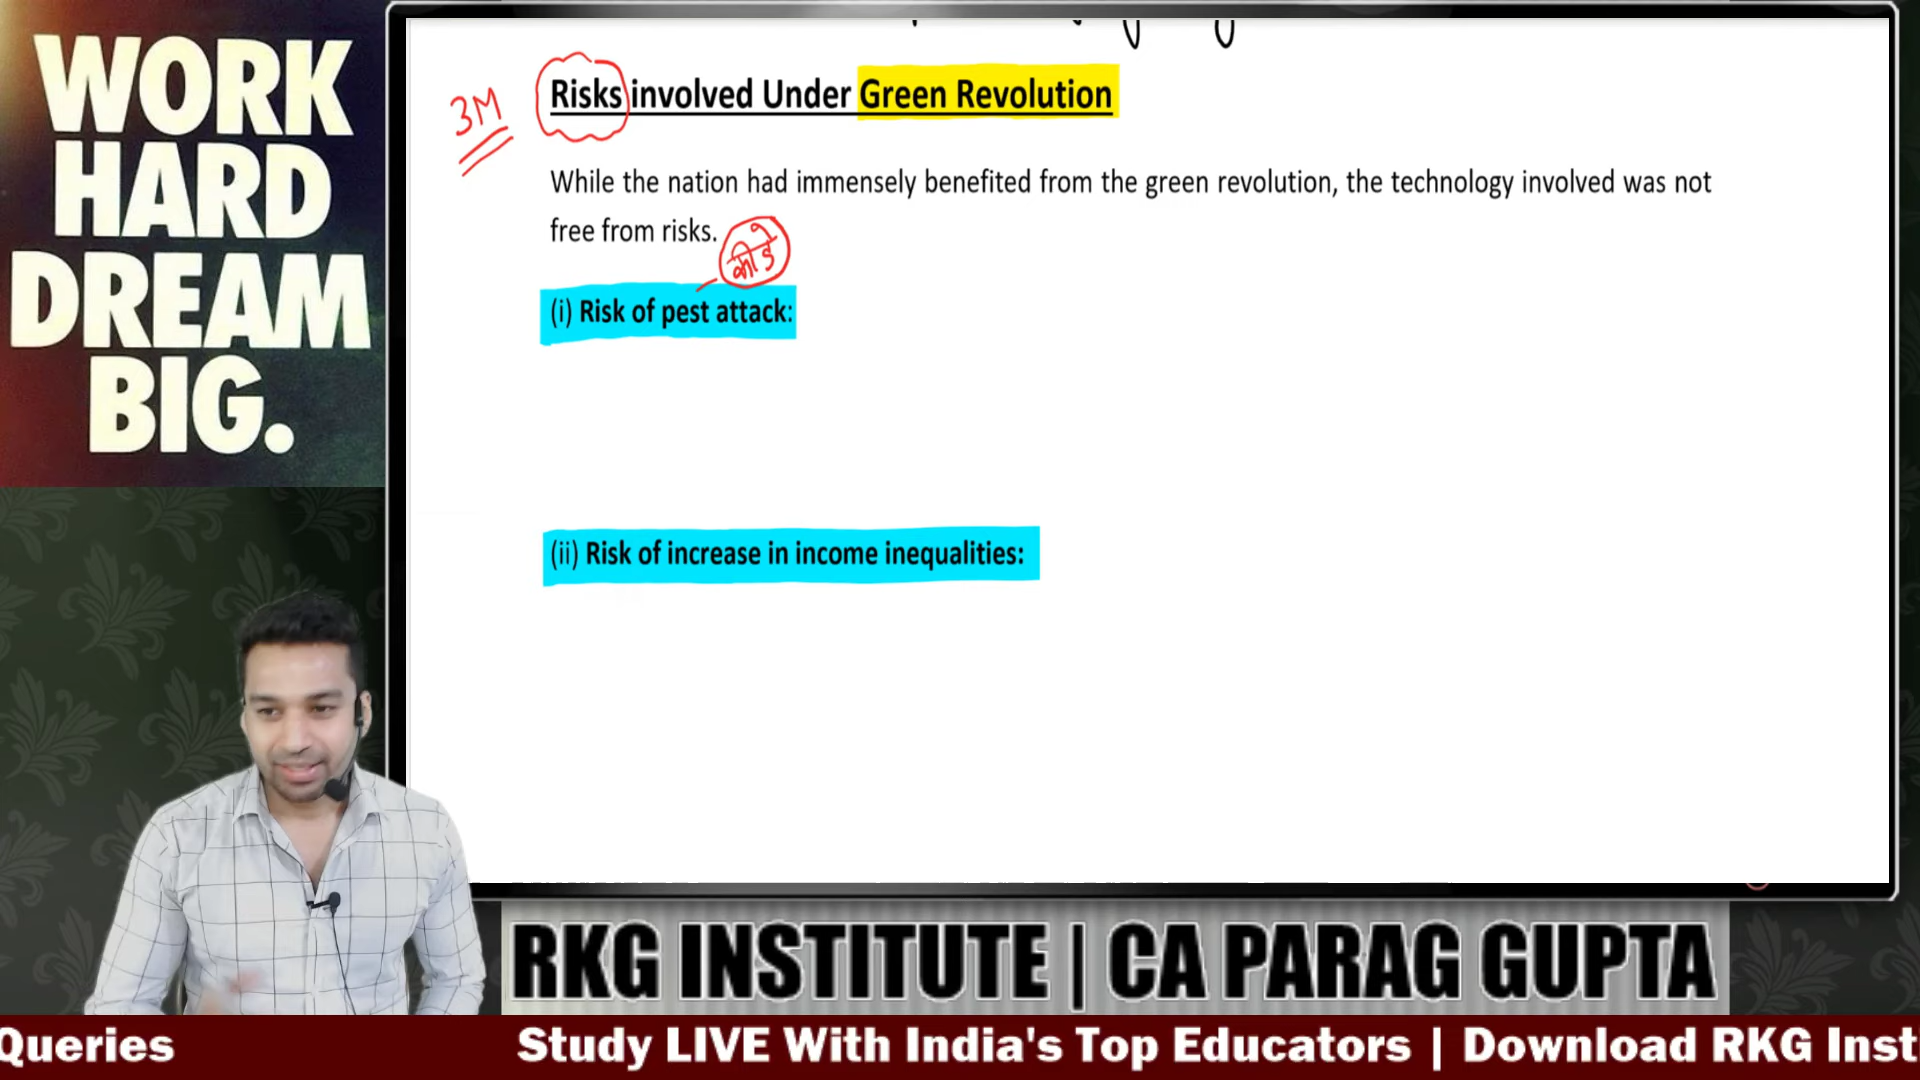 WORK
HARD
DREAM
BIG.
3M
Risks involved Under Green Revolution
While the nation had immensely benefited from the green revolution, the technology involved was not
free from risks.
कीड़े
(i) Risk of pest attack:
(ii) Risk of increase in income inequalities:
RKG INSTITUTE | CA PARAG GUPTA
Queries Study LIVE With India's Top Educators | Download RKG Inst